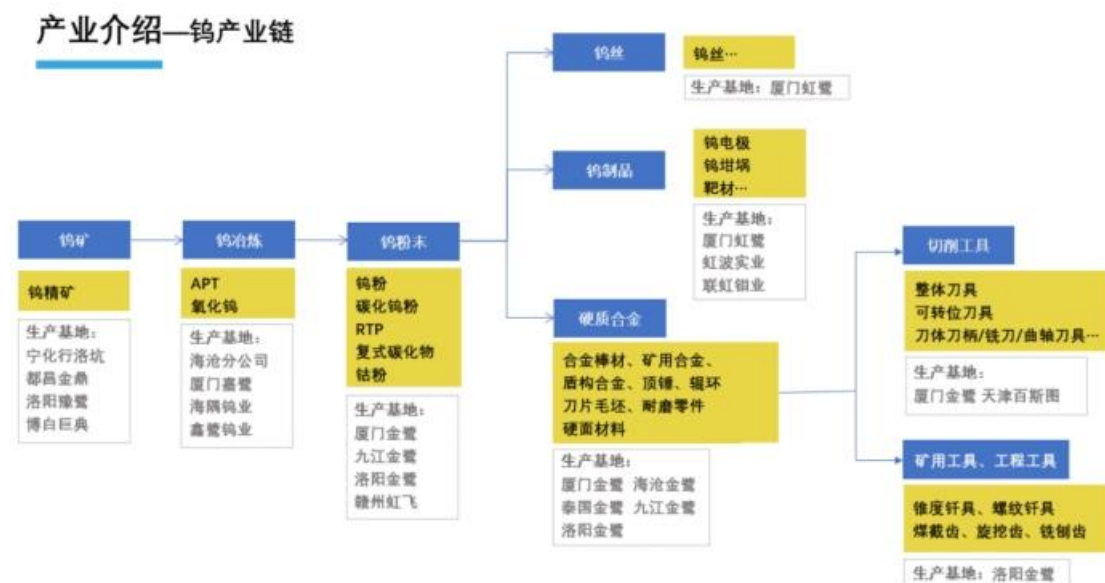 产业介绍—钨产业链
钨矿
钨精矿
生产基地：
宁化行洛坑
都昌金鼎
洛阳豫鹭
博白巨典
钨冶炼
APT
氧化钨
生产基地：
海沧分公司
厦门嘉鹭
海隅钨业
鑫鹭钨业
钨粉末
钨粉
碳化钨粉
RTP
复式碳化物
钴粉
生产基地：
厦门金鹭
九江金鹭
洛阳金鹭
赣州虹飞
钨丝
钨丝…
生产基地：厦门虹鹭
钨制品
钨电极
钨坩埚
靶材…
生产基地：
厦门虹鹭
虹波实业
联虹钼业
硬质合金
合金棒材、矿用合金、
盾构合金、顶锤、辊环
刀片毛坯、耐磨零件
硬面材料
生产基地：
厦门金鹭 海沧金鹭
泰国金鹭 九江金鹭
洛阳金鹭
切削工具
整体刀具
可转位刀具
刀体刀柄/铣刀/曲轴刀具…
生产基地：
厦门金鹭 天津百斯图
矿用工具、工程工具
锥度钎具、螺纹钎具
煤截齿、旋挖齿、铣刨齿
生产基地：洛阳金鹭